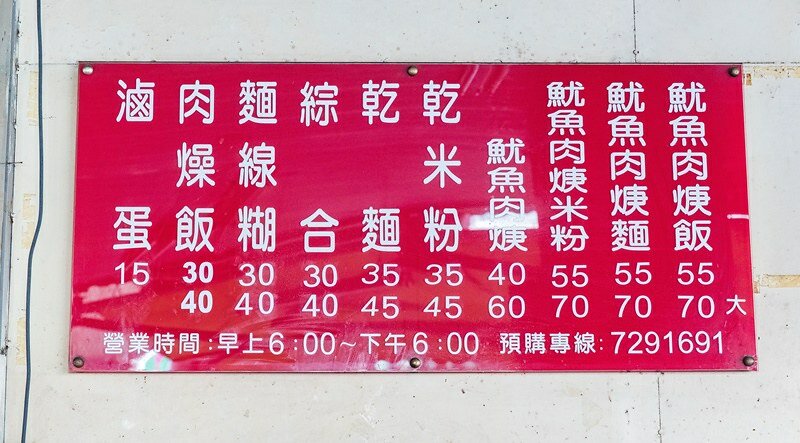 魷魚肉焿飯 55 70 大
魷魚肉焿麵 55 70
魷魚肉焿米粉 55 70
魷魚肉焿 40 60
乾米粉 35 45
乾麵 35 45
綜合 30 40
麵線糊 30 40
肉燥飯 30 40
滷蛋 15
營業時間:早上6:00~下午6:00 預購專線:7291691